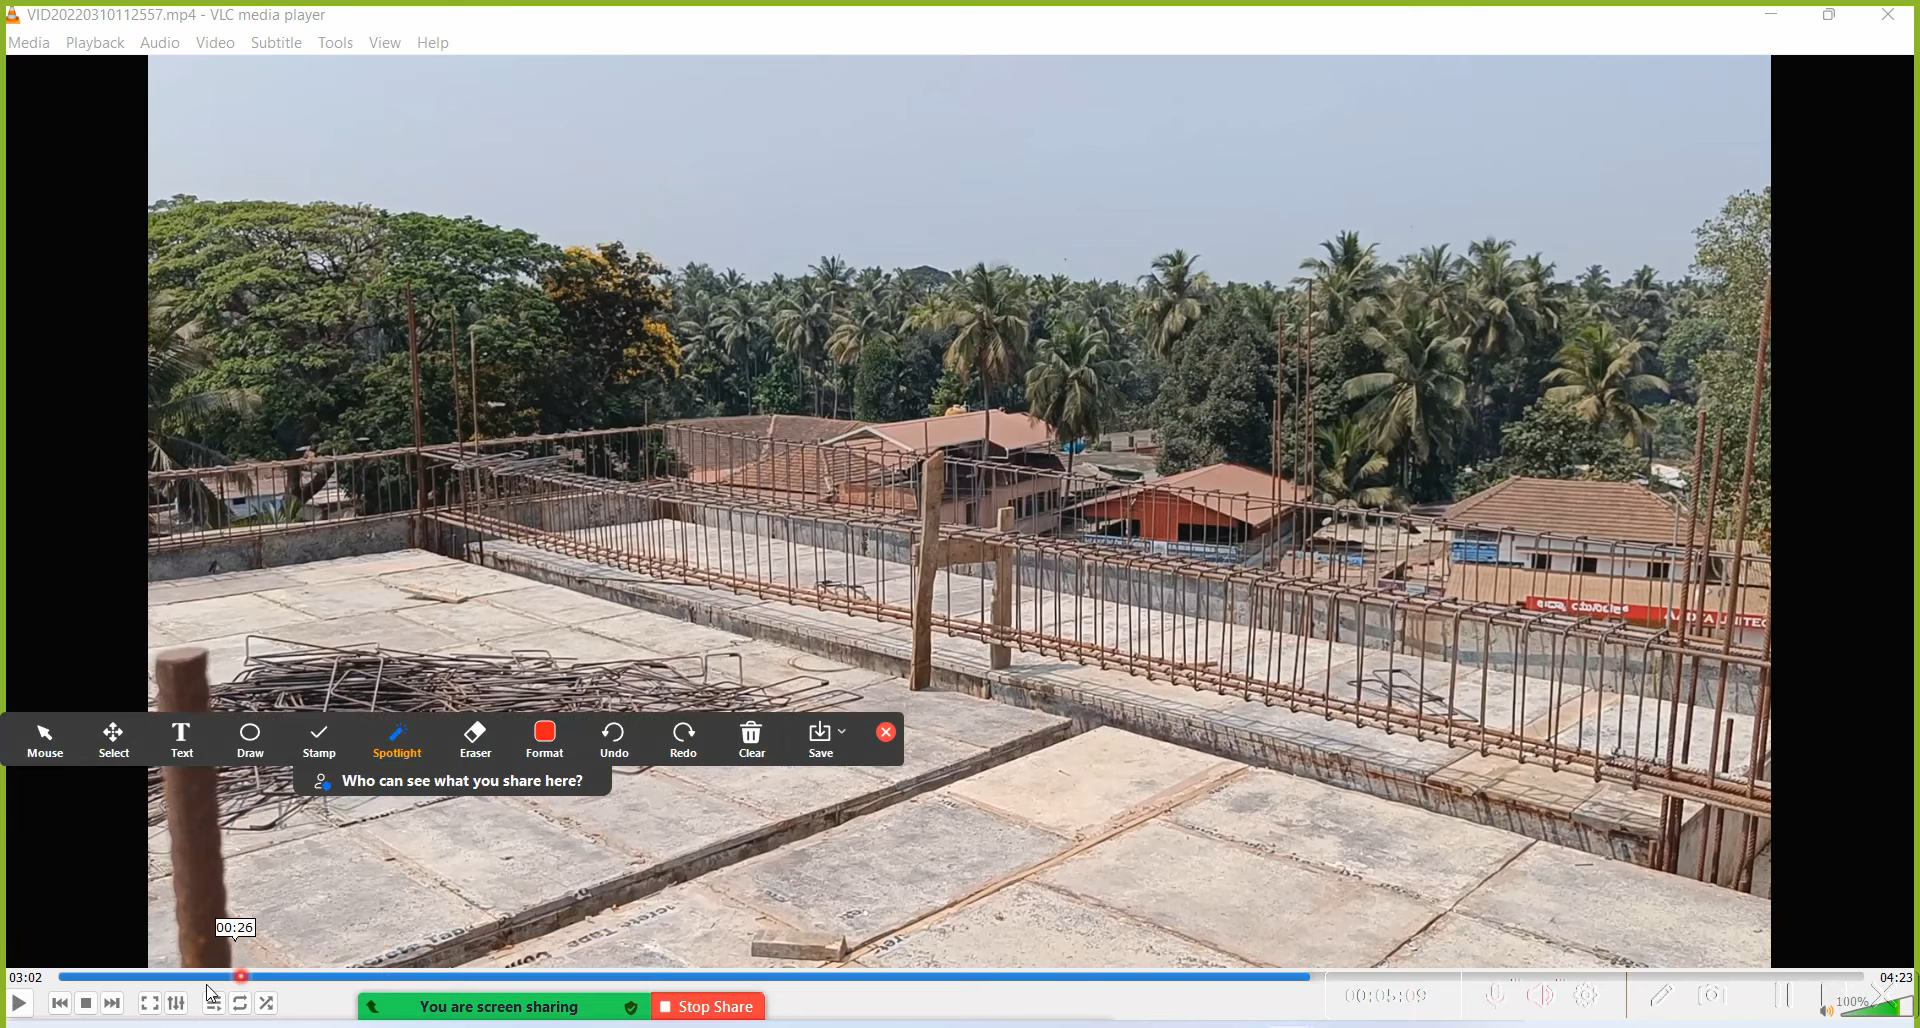 VID20220310112557.mp4 - VLC media player
Media Playback Audio Video Subtitle Tools View Help
Mouse Select Text Draw Stamp Spotlight Eraser Format Undo Redo Clear Save
Who can see what you share here?
00:26
03:02
04:23
You are screen sharing
Stop Share
00:05:09
100%